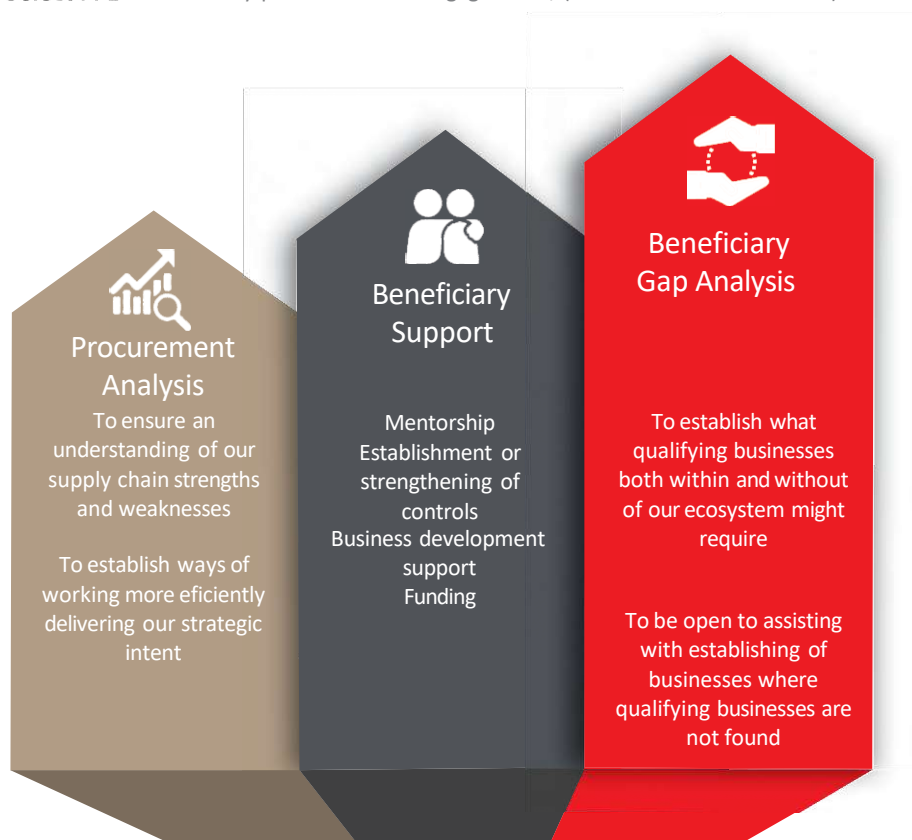 Procurement
Analysis
To ensure an
understanding of our
supply chain strengths
and weaknesses
To establish ways of
working more eficiently
delivering our strategic
intent
Beneficiary
Support
Mentorship
Establishment or
strengthening of
controls
Business development
support
Funding
Beneficiary
Gap Analysis
To establish what
qualifying businesses
both within and without
of our ecosystem might
require
To be open to assisting
with establishing of
businesses where
qualifying businesses are
not found